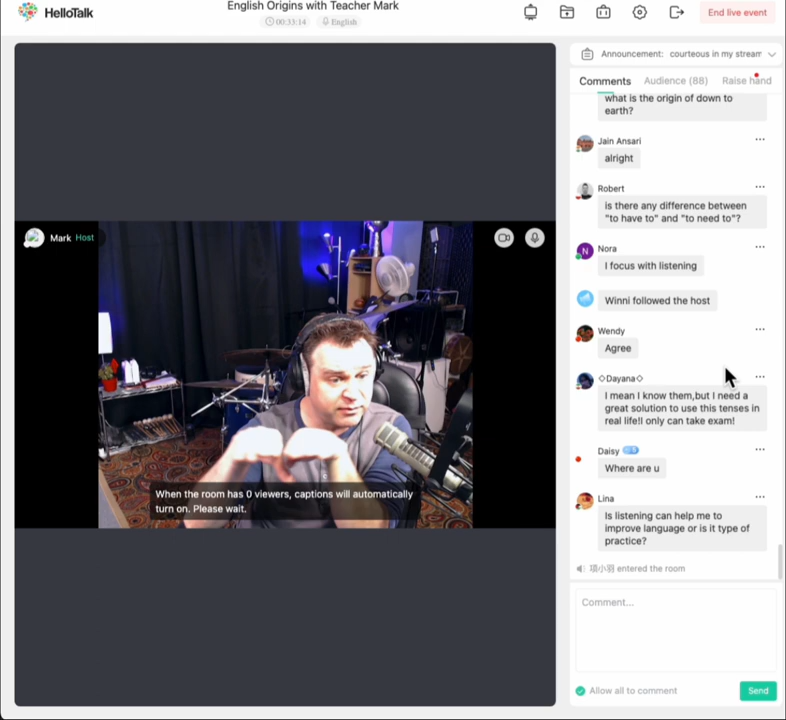 HelloTalk
English Origins with Teacher Mark
00:33:14
English
End live event
Announcement: courteous in my stream
Comments
Audience (88)
Raise hand
Mark Host
When the room has 0 viewers, captions will automatically
turn on. Please wait.
what is the origin of down to
earth?
Jain Ansari
alright
Robert
is there any difference between
"to have to" and "to need to"?
N
Nora
I focus with listening
Winni followed the host
Wendy
Agree
◇Dayana◇
I mean I know them,but I need a
great solution to use this tenses in
real life!I only can take exam!
Daisy
Where are u
Lina
Is listening can help me to
improve language or is it type of
practice?
項小羽 entered the room
Comment...
Allow all to comment
Send